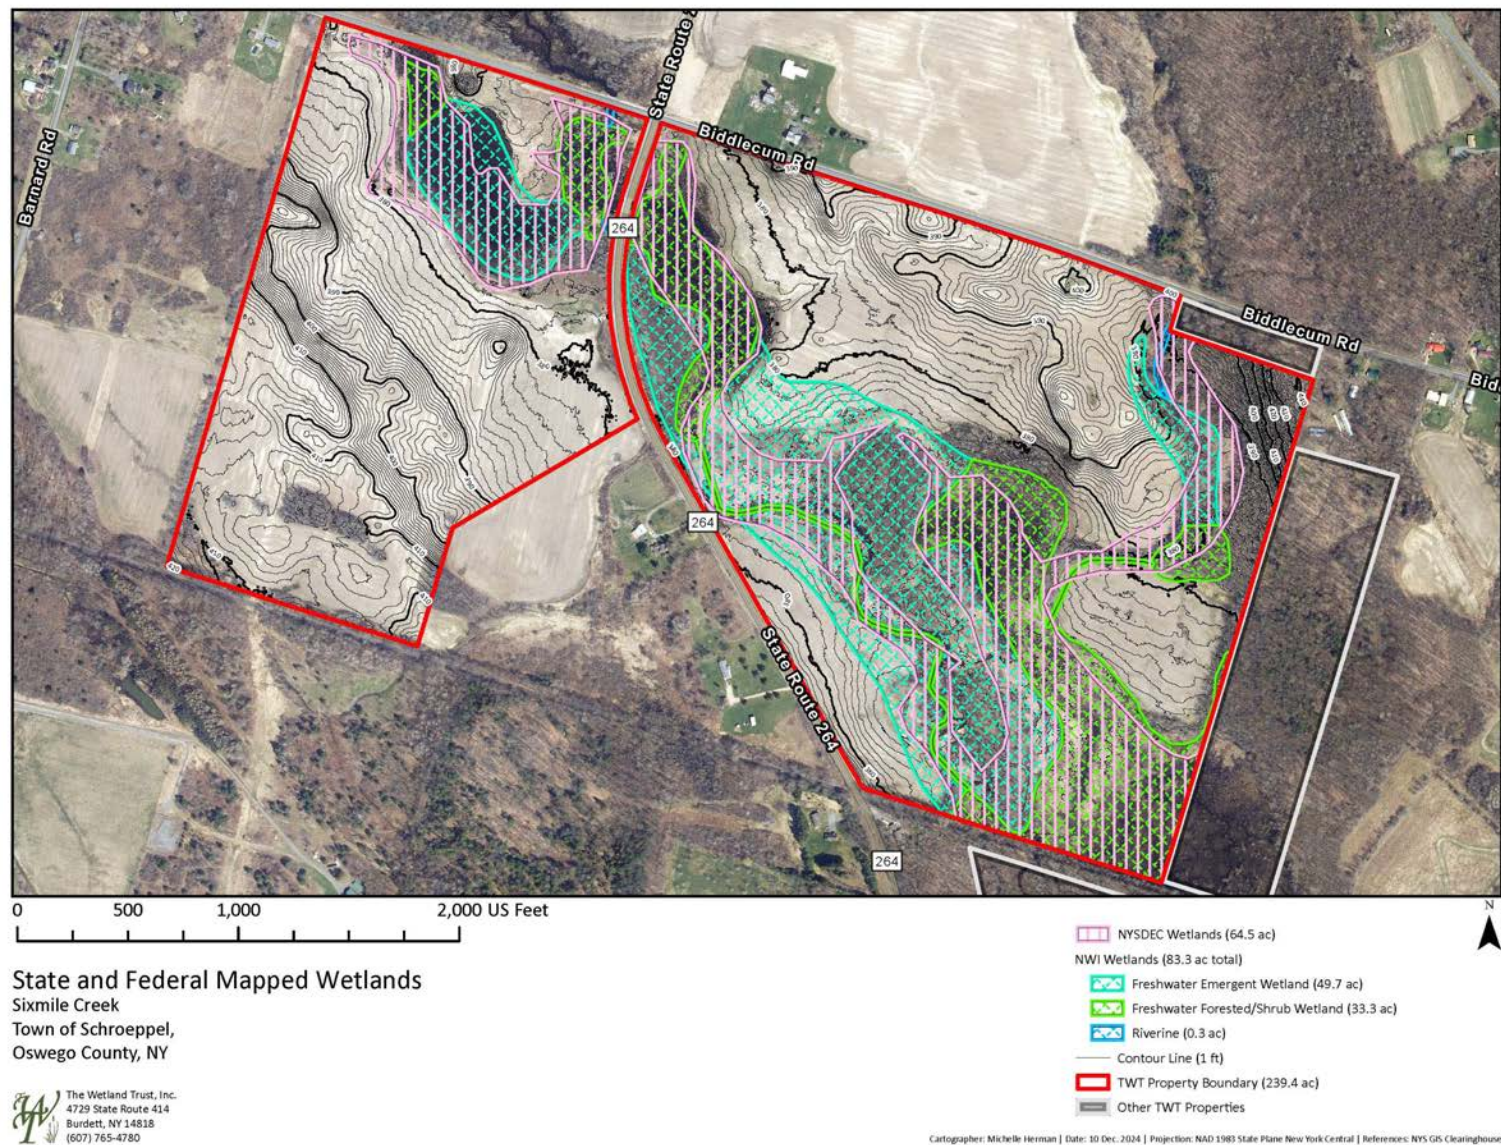 State Route 2
Barnard Rd
Biddlecum Rd
264
Biddlecum Rd
Bid
264
State Route 264
264
0 500 1,000 2,000 US Feet
N
State and Federal Mapped Wetlands
Sixmile Creek
Town of Schroeppel,
Oswego County, NY
The Wetland Trust, Inc.
4729 State Route 414
Burdett, NY 14818
(607) 765-4780
NYSDEC Wetlands (64.5 ac)
NWI Wetlands (83.3 ac total)
Freshwater Emergent Wetland (49.7 ac)
Freshwater Forested/Shrub Wetland (33.3 ac)
Riverine (0.3 ac)
Contour Line (1 ft)
TWT Property Boundary (239.4 ac)
Other TWT Properties
Cartographer: Michelle Herman | Date: 10 Dec. 2024 | Projection: NAD 1983 State Plane New York Central | References: NYS GIS Clearinghouse